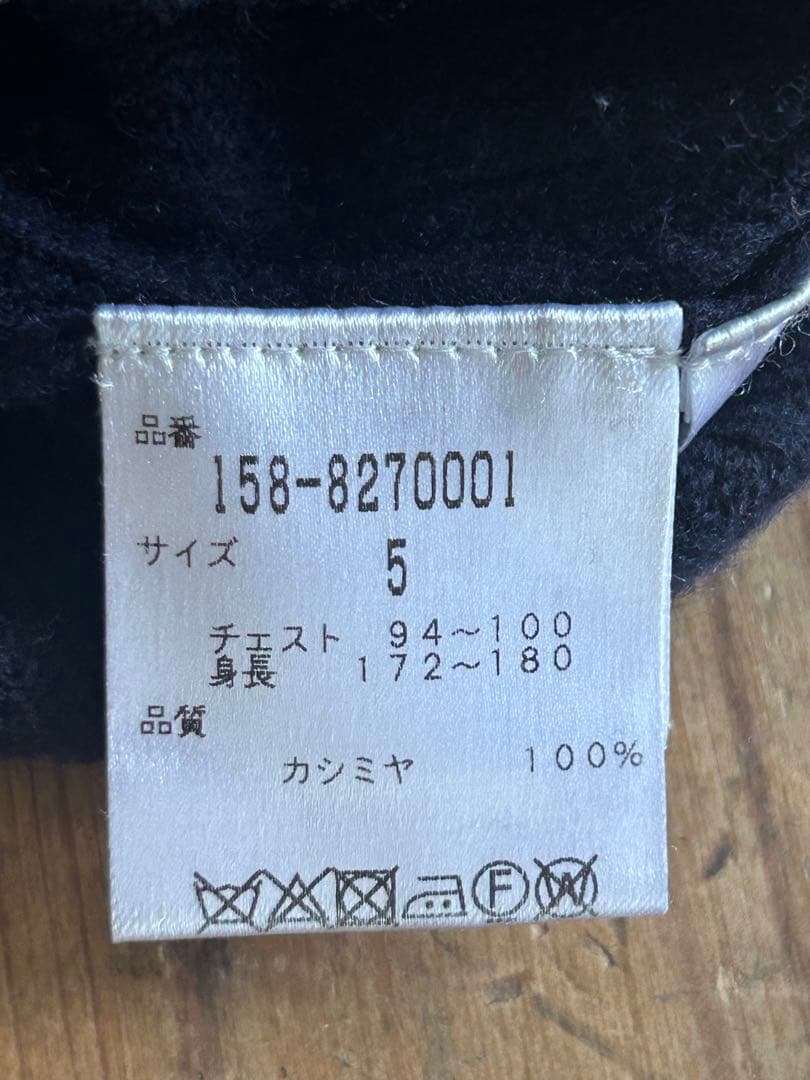 品番
158-8270001
サイズ 5
チェスト 94～100
身長 172～180
品質
カシミヤ 100%
F W